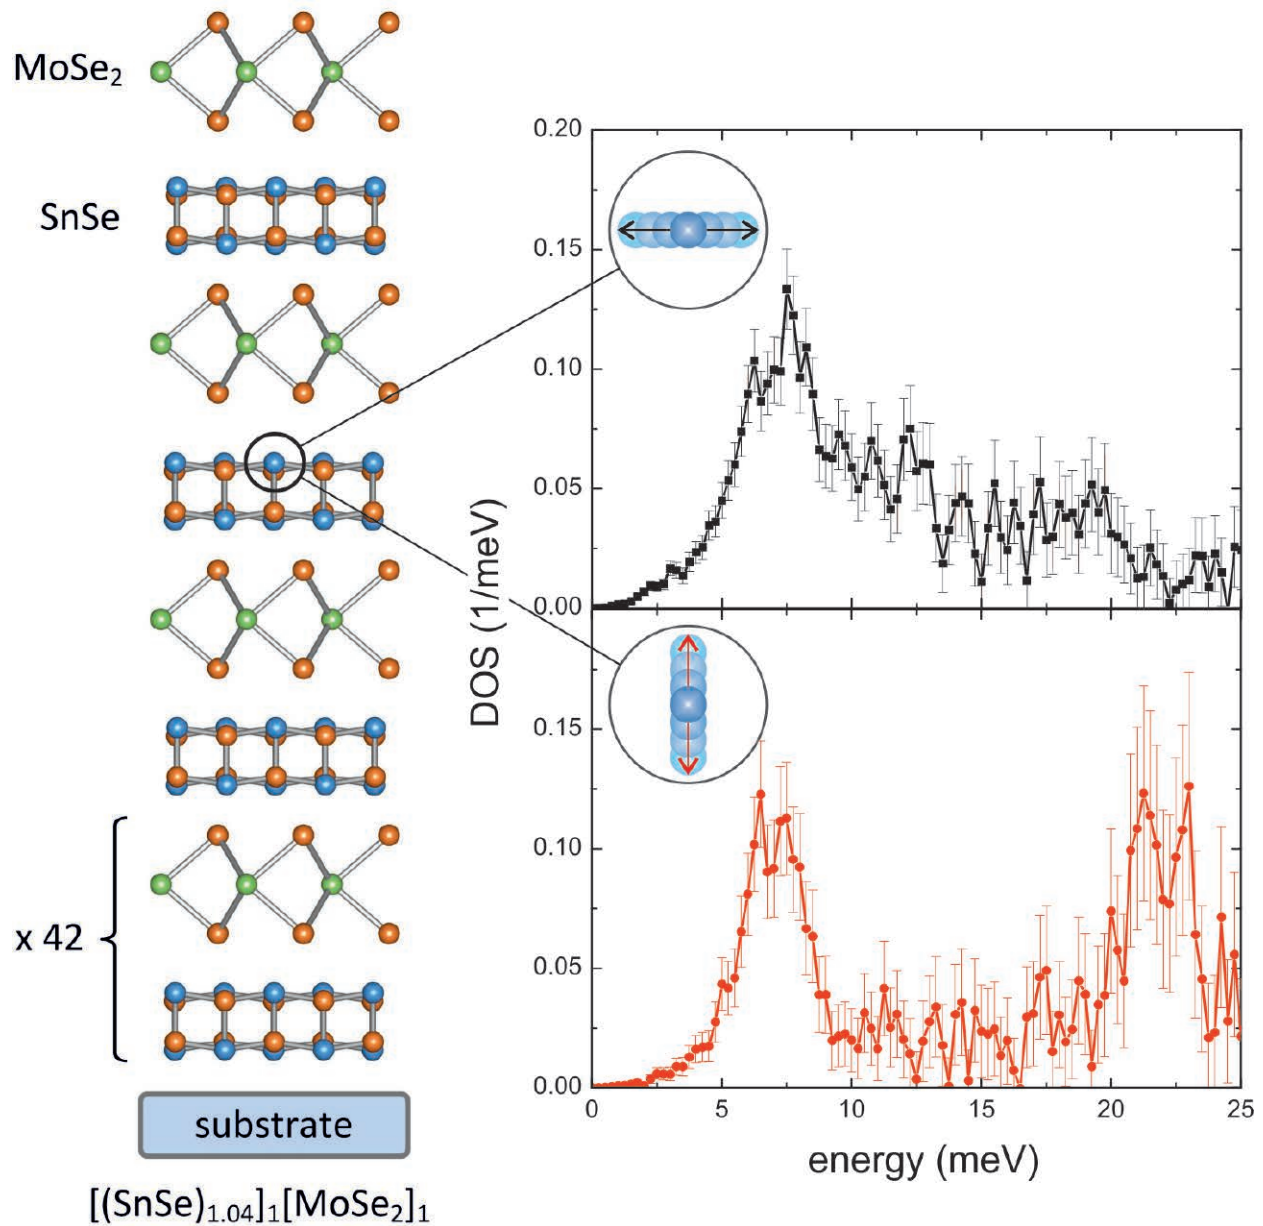 MoSe₂
SnSe
x 42
substrate
[(SnSe)₁.₀₄]₁[MoSe₂]₁
DOS (1/meV)
0.20
0.15
0.10
0.05
0.00
0.15
0.10
0.05
0.00
0 5 10 15 20 25
energy (meV)